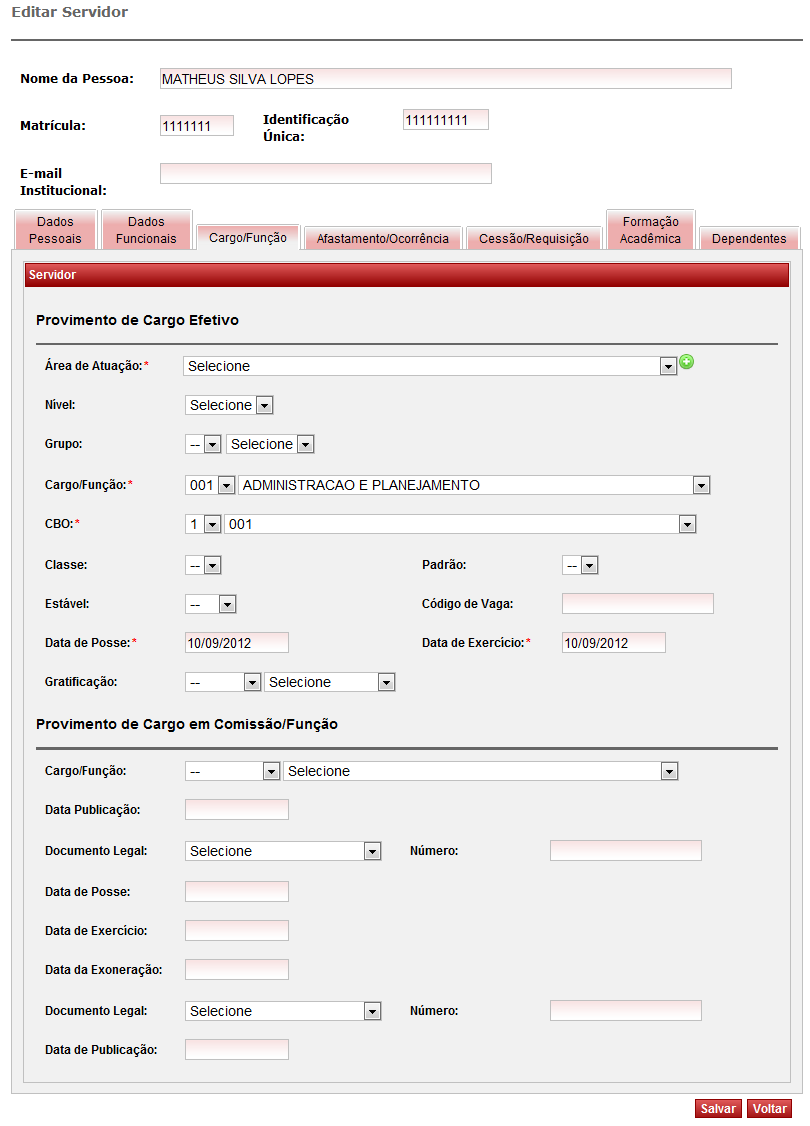 Editar Servidor
Nome da Pessoa: MATHEUS SILVA LOPES
Matrícula: 1111111 Identificação Única: 111111111
E-mail Institucional:
Dados Pessoais Dados Funcionais Cargo/Função Afastamento/Ocorrência Cessão/Requisição Formação Acadêmica Dependentes
Servidor
Provimento de Cargo Efetivo
Área de Atuação:* Selecione
Nível: Selecione
Grupo: -- Selecione
Cargo/Função:* 001 ADMINISTRACAO E PLANEJAMENTO
CBO:* 1 001
Classe: -- Padrão: --
Estável: -- Código de Vaga:
Data de Posse:* 10/09/2012 Data de Exercício:* 10/09/2012
Gratificação: -- Selecione
Provimento de Cargo em Comissão/Função
Cargo/Função: -- Selecione
Data Publicação:
Documento Legal: Selecione Número:
Data de Posse:
Data de Exercício:
Data da Exoneração:
Documento Legal: Selecione Número:
Data de Publicação:
Salvar Voltar